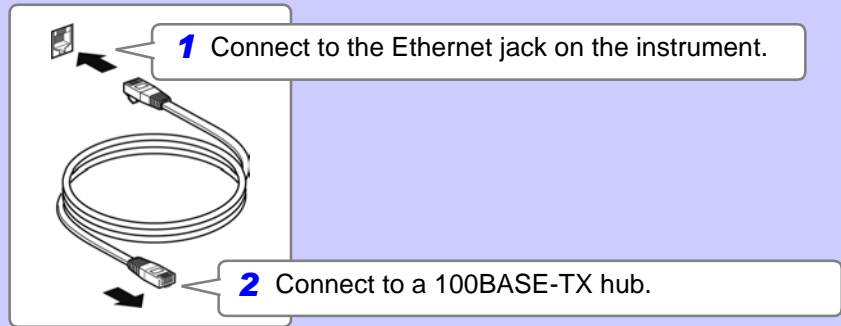 1 Connect to the Ethernet jack on the instrument.
2 Connect to a 100BASE-TX hub.